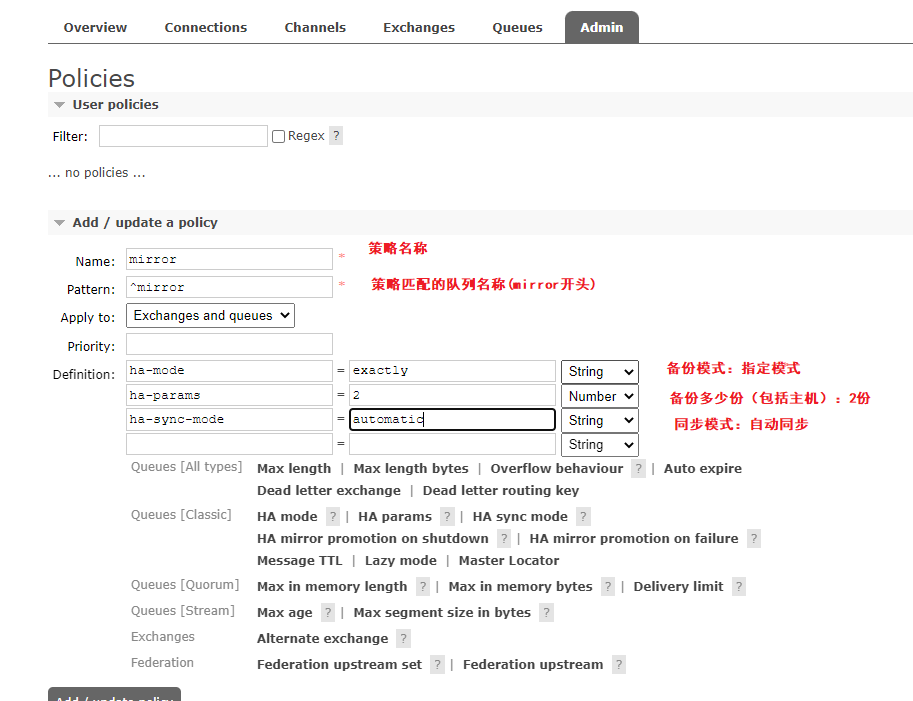 Overview Connections Channels Exchanges Queues Admin
Policies
User policies
Filter: Regex ?
... no policies ...
Add / update a policy
策略名称
Name: mirror *
Pattern: ^mirror * 策略匹配的队列名称(mirror开头)
Apply to: Exchanges and queues
Priority:
Definition: ha-mode = exactly String 备份模式：指定模式
ha-params = 2 Number 备份多少份（包括主机）：2份
ha-sync-mode = automatic String 同步模式：自动同步
= String
Queues [All types] Max length | Max length bytes | Overflow behaviour ? | Auto expire
Dead letter exchange | Dead letter routing key
Queues [Classic] HA mode ? | HA params ? | HA sync mode ?
HA mirror promotion on shutdown ? | HA mirror promotion on failure ?
Message TTL | Lazy mode | Master Locator
Queues [Quorum] Max in memory length ? | Max in memory bytes ? | Delivery limit ?
Queues [Stream] Max age ? | Max segment size in bytes ?
Exchanges Alternate exchange ?
Federation Federation upstream set ? | Federation upstream ?
Add / update policy